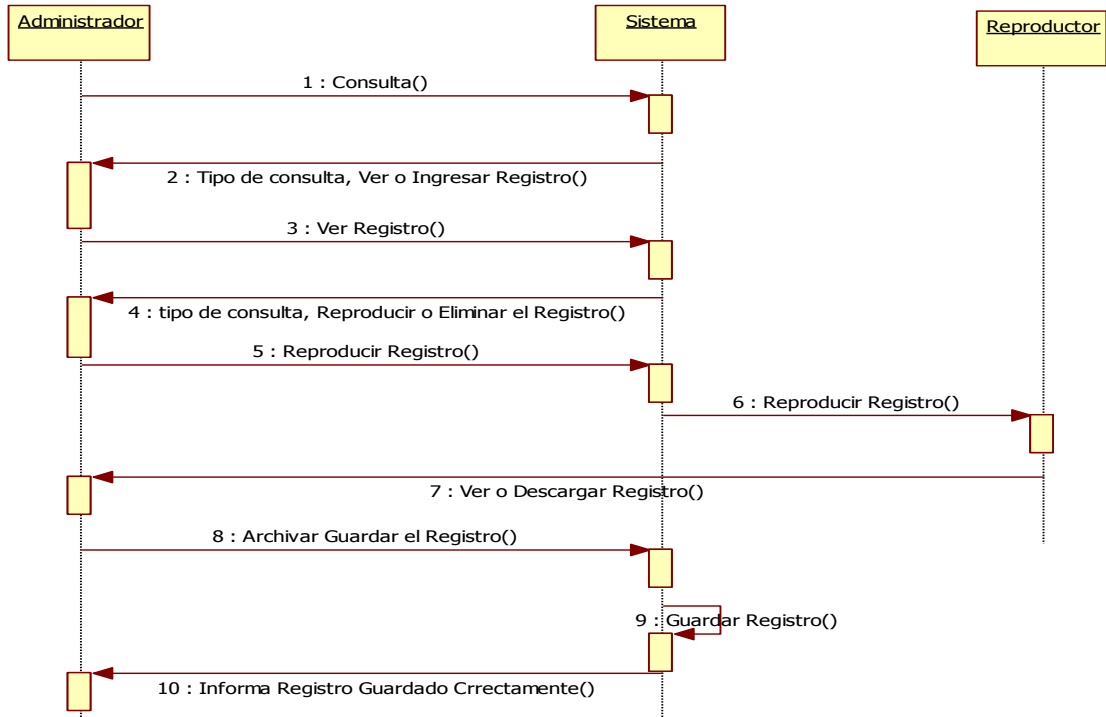 Administrador
Sistema
Reproductor
1 : Consulta()
2 : Tipo de consulta, Ver o Ingresar Registro()
3 : Ver Registro()
4 : tipo de consulta, Reproducir o Eliminar el Registro()
5 : Reproducir Registro()
6 : Reproducir Registro()
7 : Ver o Descargar Registro()
8 : Archivar Guardar el Registro()
9 : Guardar Registro()
10 : Informa Registro Guardado Crrectamente()